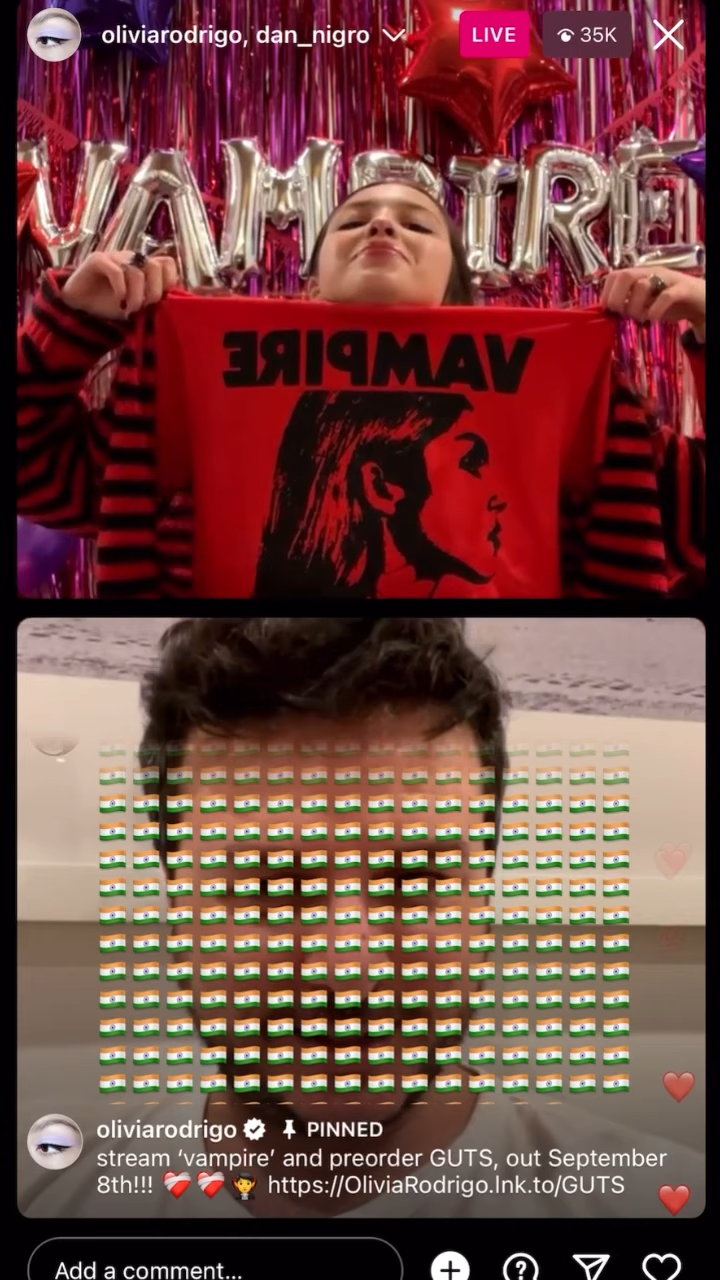 oliviarodrigo, dan_nigro
LIVE
35K
VAMPIRE
VAMPIRE
oliviarodrigo PINNED
stream ‘vampire’ and preorder GUTS, out September
8th!!! ❤️‍🩹❤️‍🩹🧚 https://OliviaRodrigo.lnk.to/GUTS
Add a comment...